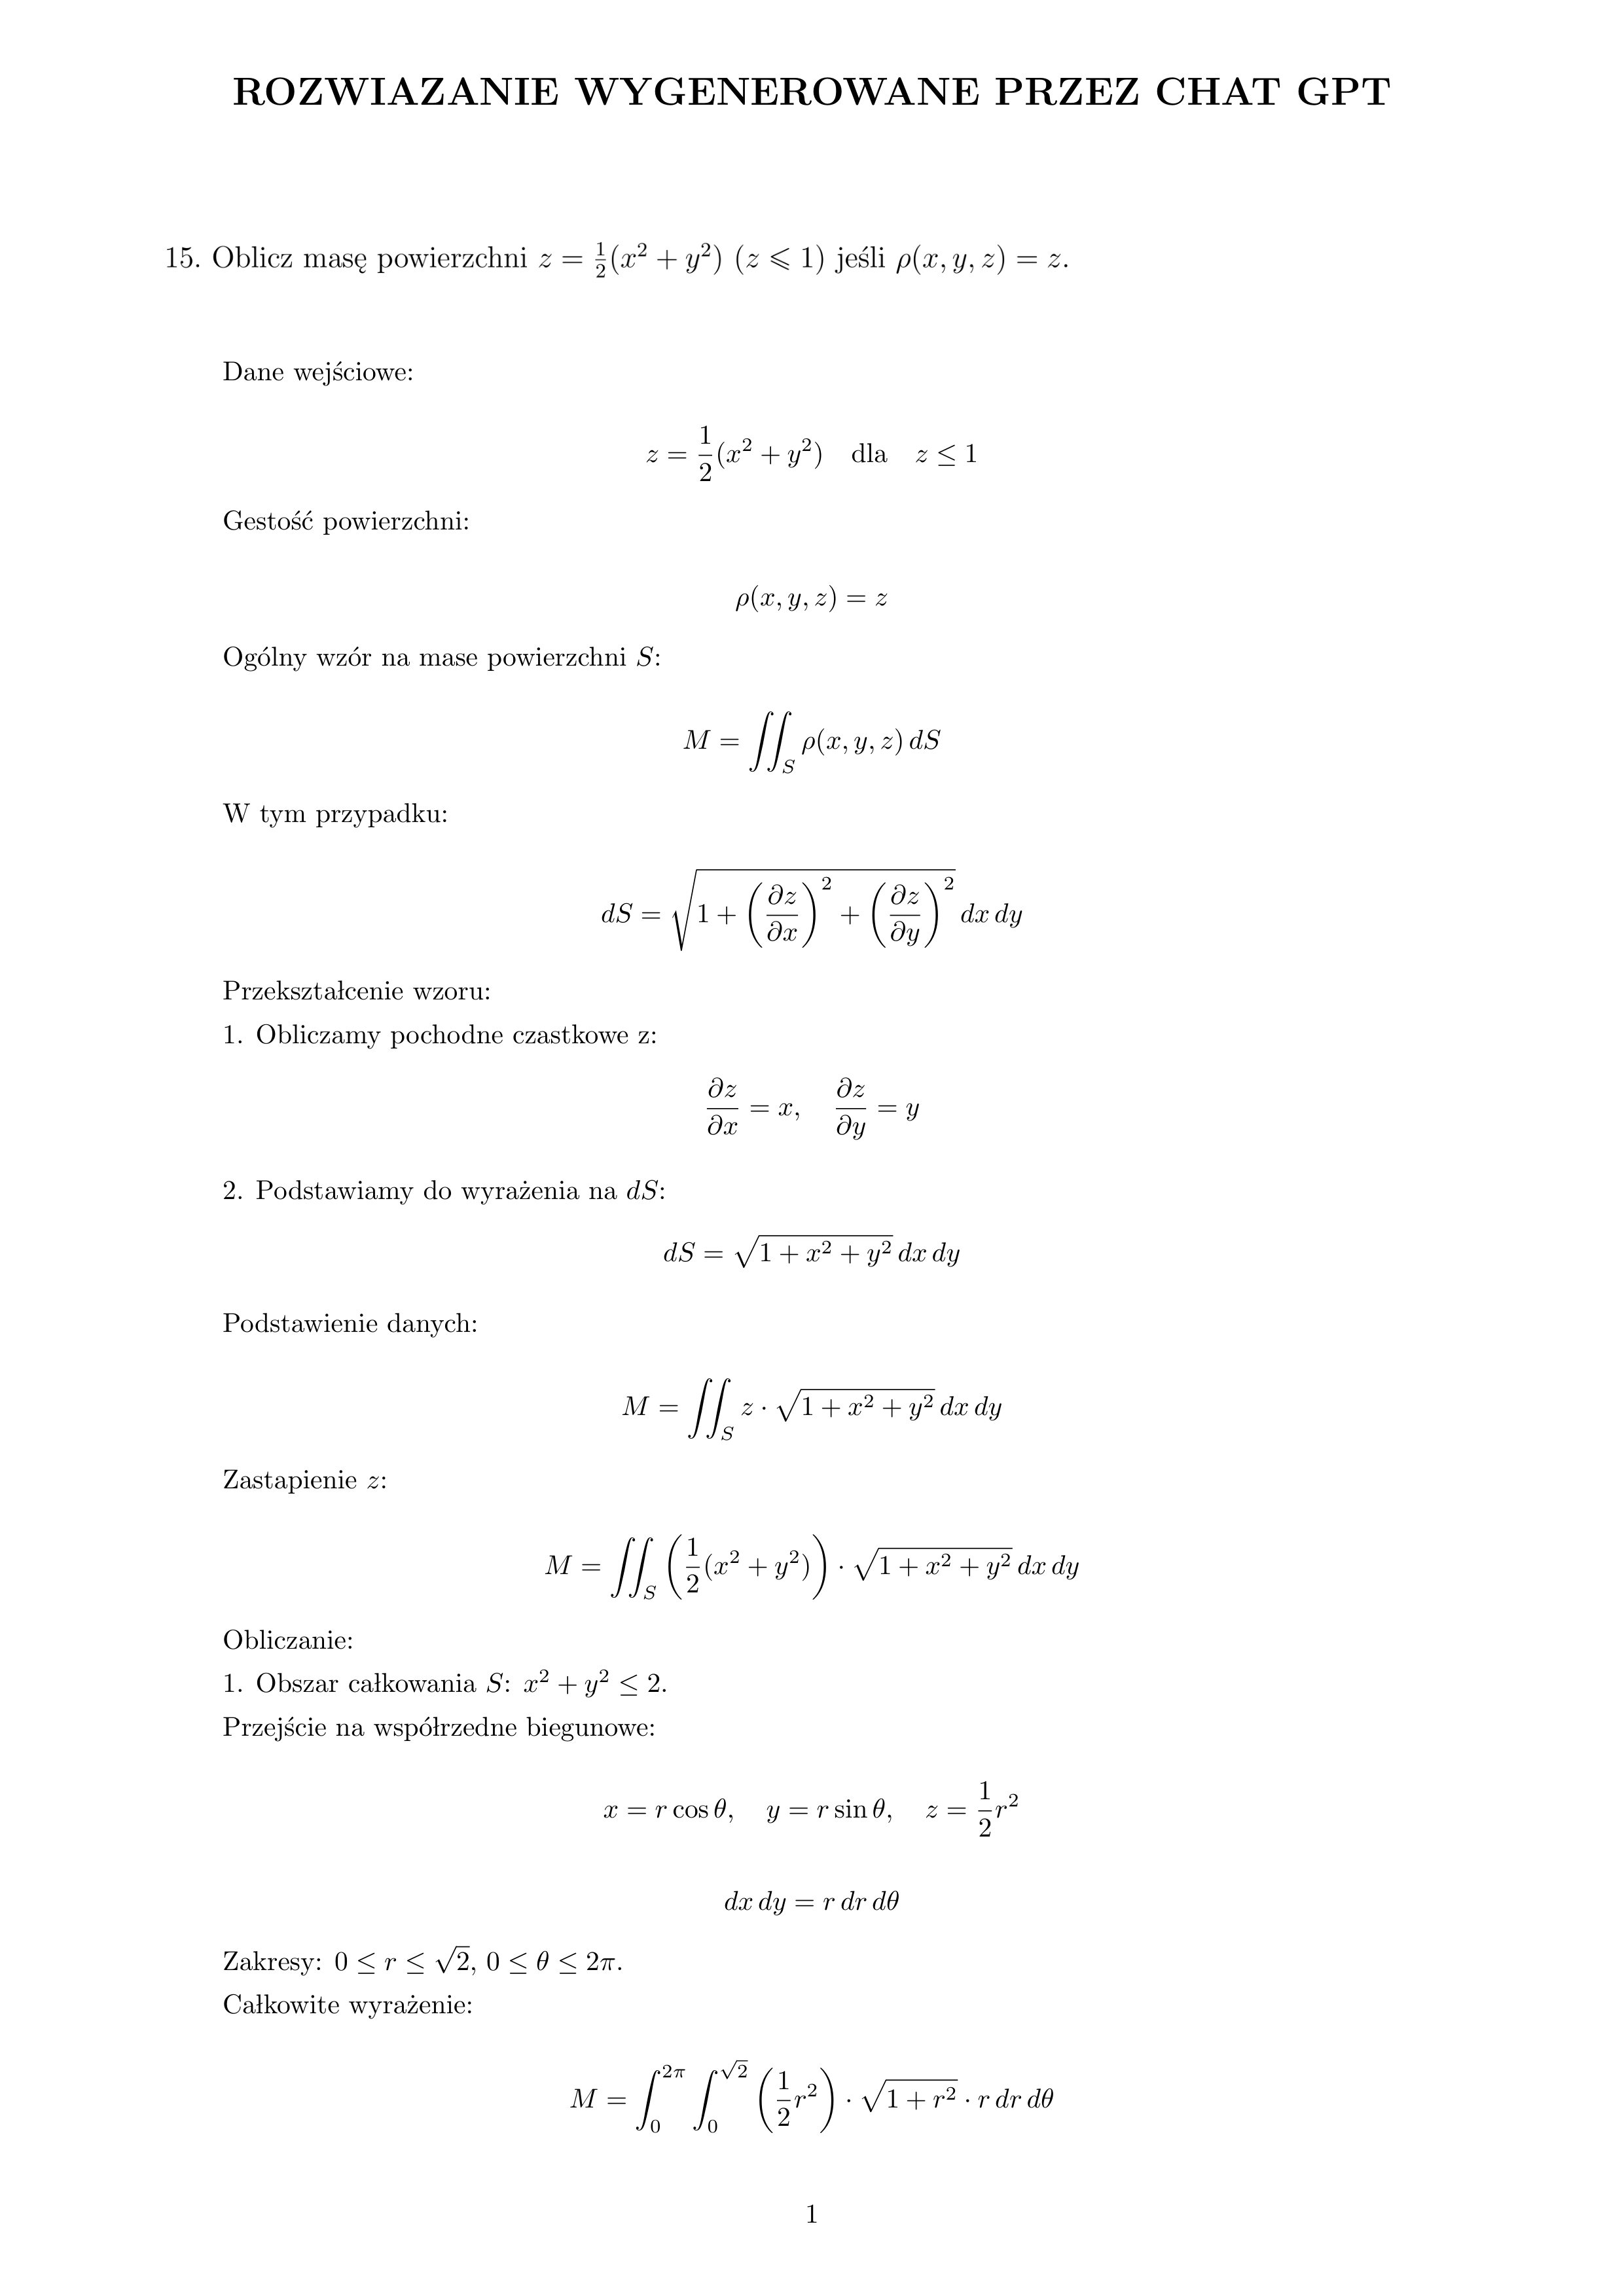 ROZWIAZANIE WYGENEROWANE PRZEZ CHAT GPT
15. Oblicz masę powierzchni $z = \frac{1}{2}(x^2 + y^2)$ $(z \leqslant 1)$ jeśli $\rho(x, y, z) = z$.
Dane wejściowe:
$z = \frac{1}{2}(x^2 + y^2) \quad \text{dla} \quad z \leq 1$
Gestość powierzchni:
$\rho(x, y, z) = z$
Ogólny wzór na mase powierzchni $S$:
$M = \iint_S \rho(x, y, z) \, dS$
W tym przypadku:
$dS = \sqrt{1 + \left(\frac{\partial z}{\partial x}\right)^2 + \left(\frac{\partial z}{\partial y}\right)^2} \, dx \, dy$
Przekształcenie wzoru:
1. Obliczamy pochodne czastkowe z:
$\frac{\partial z}{\partial x} = x, \quad \frac{\partial z}{\partial y} = y$
2. Podstawiamy do wyrażenia na $dS$:
$dS = \sqrt{1 + x^2 + y^2} \, dx \, dy$
Podstawienie danych:
$M = \iint_S z \cdot \sqrt{1 + x^2 + y^2} \, dx \, dy$
Zastapienie $z$:
$M = \iint_S \left(\frac{1}{2}(x^2 + y^2)\right) \cdot \sqrt{1 + x^2 + y^2} \, dx \, dy$
Obliczanie:
1. Obszar całkowania $S$: $x^2 + y^2 \leq 2$.
Przejście na współrzedne biegunowe:
$x = r \cos \theta, \quad y = r \sin \theta, \quad z = \frac{1}{2}r^2$
$dx \, dy = r \, dr \, d\theta$
Zakresy: $0 \leq r \leq \sqrt{2}$, $0 \leq \theta \leq 2\pi$.
Całkowite wyrażenie:
$M = \int_0^{2\pi} \int_0^{\sqrt{2}} \left(\frac{1}{2}r^2\right) \cdot \sqrt{1 + r^2} \cdot r \, dr \, d\theta$
1